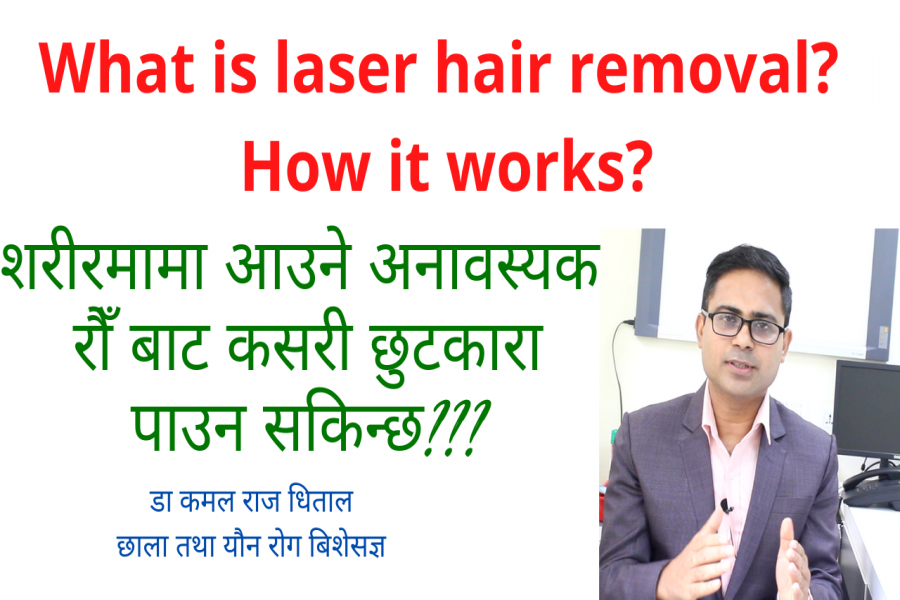 What is laser hair removal?
How it works?
शरीरमामा आउने अनावस्यक
रौँ बाट कसरी छुटकारा
पाउन सकिन्छ???
डा कमल राज धिताल
छाला तथा यौन रोग बिशेसज्ञ